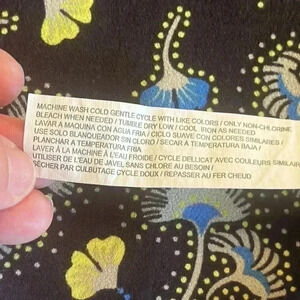 MACHINE WASH COLD GENTLE CYCLE WITH LIKE COLORS / ONLY NON-CHLORINE
BLEACH WHEN NEEDED / TUMBLE DRY LOW / COOL IRON AS NEEDED
LAVAR A MAQUINA CON AGUA FRIA / CICLO SUAVE CON COLORES SIMILARIES /
USE SOLO BLANQUEADOR SIN CLORO / SECAR A TEMPERATURA BAJA /
PLANCHAR A TEMPERATURA FRIA
LAVER À LA MACHINE À L'EAU FROIDE / CYCLE DELLICAT AVEC COULEURS SIMILAIR
UTILISER DE L'EAU DE JAVEL SANS CHLORE AU BESOIN /
SÉCHER PAR CULBUTAGE CYCLE DOUX / REPASSER AU FER CHEUD